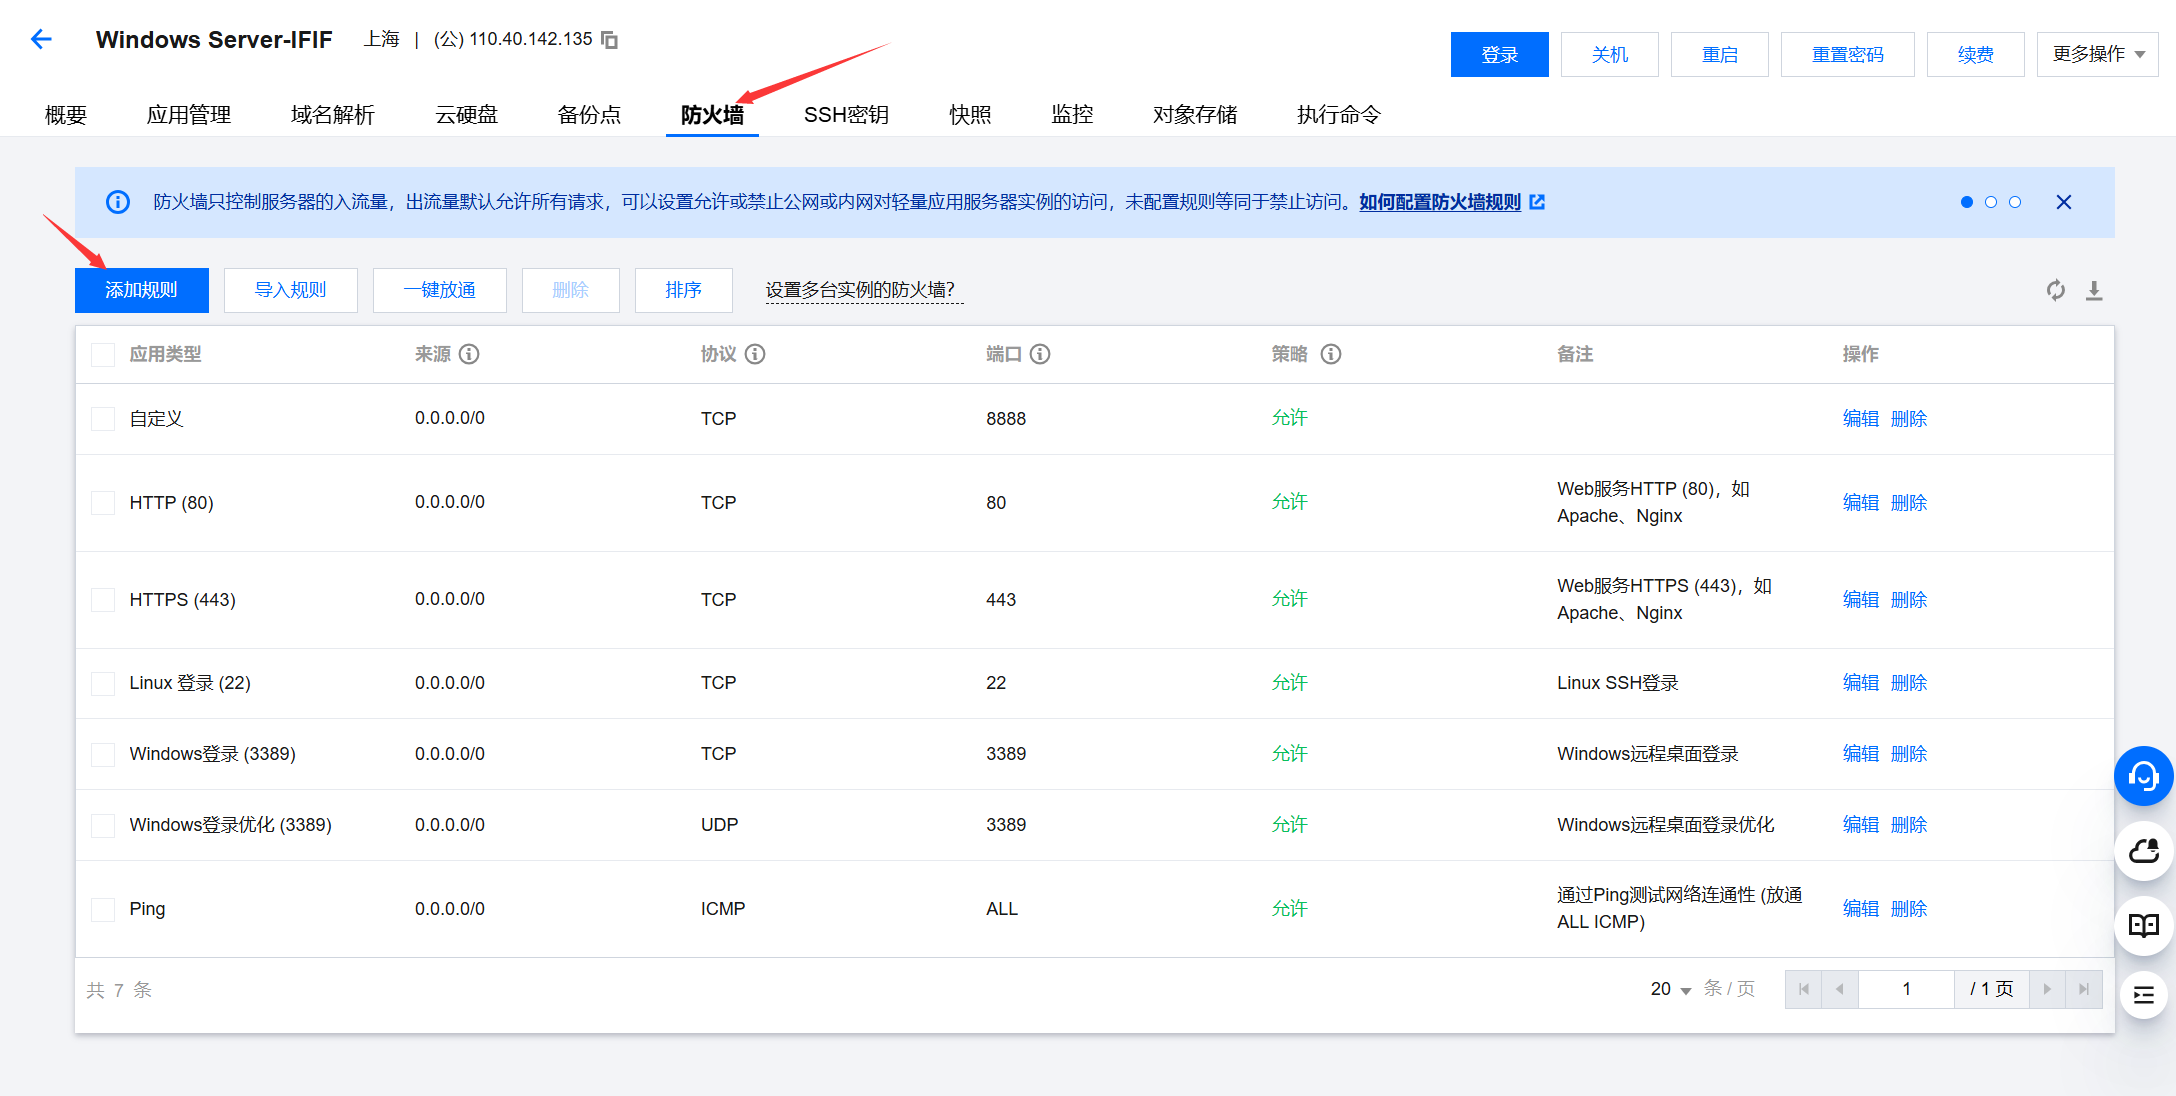 Windows Server-IFIF 上海 | (公) 110.40.142.135
登录 关机 重启 重置密码 续费 更多操作
概要 应用管理 域名解析 云硬盘 备份点 防火墙 SSH密钥 快照 监控 对象存储 执行命令
防火墙只控制服务器的入流量，出流量默认允许所有请求，可以设置允许或禁止公网或内网对轻量应用服务器实例的访问，未配置规则等同于禁止访问。如何配置防火墙规则
添加规则 导入规则 一键放通 删除 排序 设置多台实例的防火墙？
应用类型 来源 协议 端口 策略 备注 操作
自定义 0.0.0.0/0 TCP 8888 允许 编辑 删除
HTTP (80) 0.0.0.0/0 TCP 80 允许 Web服务HTTP (80)，如
Apache、Nginx 编辑 删除
HTTPS (443) 0.0.0.0/0 TCP 443 允许 Web服务HTTPS (443)，如
Apache、Nginx 编辑 删除
Linux 登录 (22) 0.0.0.0/0 TCP 22 允许 Linux SSH登录 编辑 删除
Windows登录 (3389) 0.0.0.0/0 TCP 3389 允许 Windows远程桌面登录 编辑 删除
Windows登录优化 (3389) 0.0.0.0/0 UDP 3389 允许 Windows远程桌面登录优化 编辑 删除
Ping 0.0.0.0/0 ICMP ALL 允许 通过Ping测试网络连通性 (放通
ALL ICMP) 编辑 删除
共 7 条 20 条 / 页 1 / 1 页